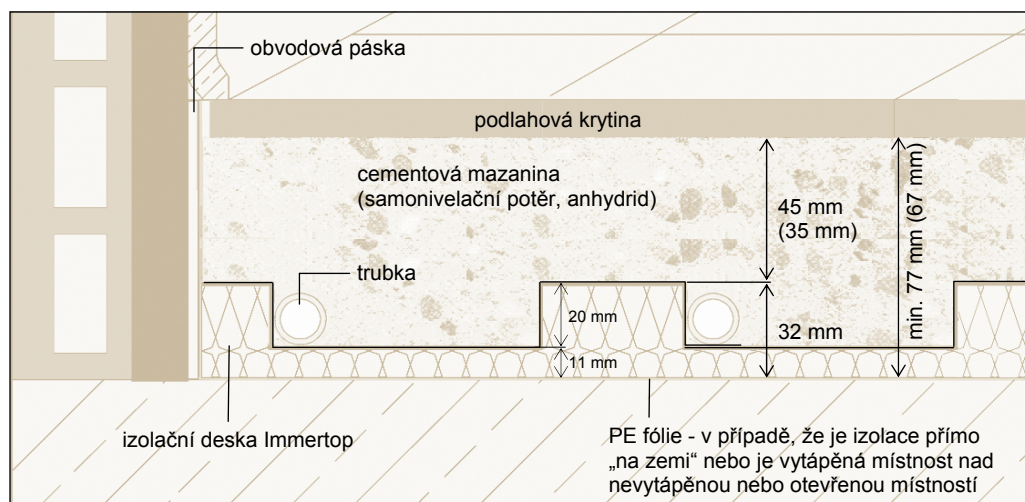 obvodová páska
podlahová krytina
cementová mazanina
(samonivelační potěr, anhydrid)
45 mm
(35 mm)
min. 77 mm (67 mm)
trubka
20 mm
32 mm
11 mm
izolační deska Immertop
PE fólie - v případě, že je izolace přímo
„na zemi“ nebo je vytápěná místnost nad
nevytápěnou nebo otevřenou místností